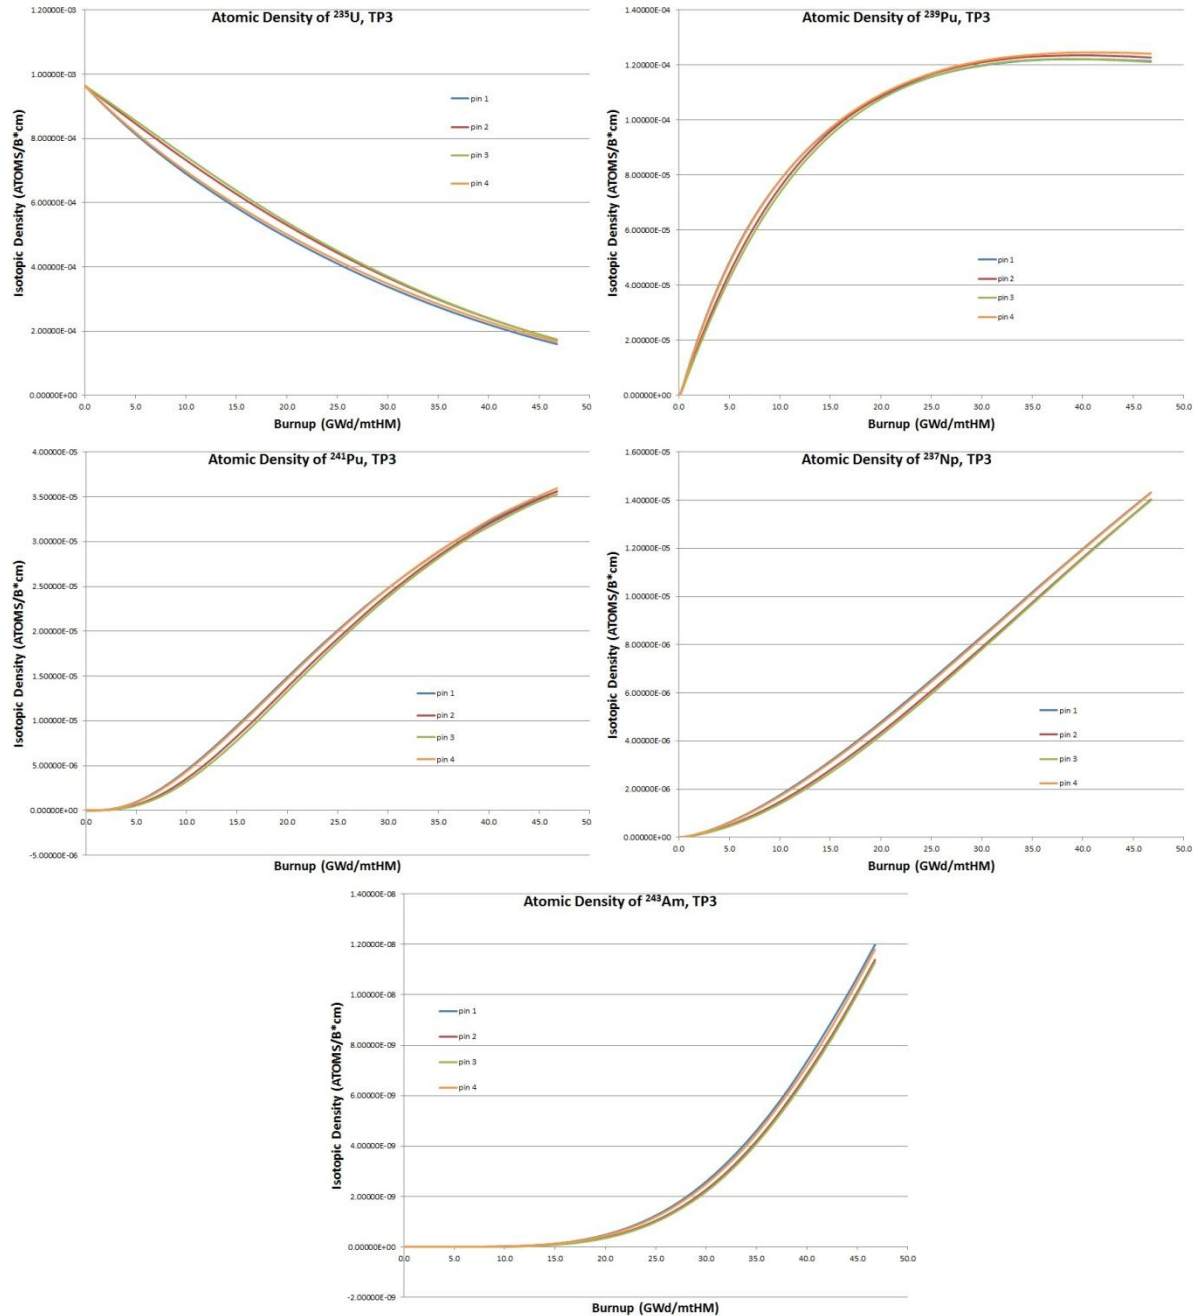 Atomic Density of ²³⁵U, TP3
Isotopic Density (ATOMS/B*cm)
1.20000E-03
1.00000E-03
8.00000E-04
6.00000E-04
4.00000E-04
2.00000E-04
0.00000E+00
pin 1
pin 2
pin 3
pin 4
0.0 5.0 10.0 15.0 20.0 25.0 30.0 35.0 40.0 45.0 50
Burnup (GWd/mtHM)
Atomic Density of ²³⁹Pu, TP3
Isotopic Density (ATOMS/B*cm)
1.40000E-04
1.20000E-04
1.00000E-04
8.00000E-05
6.00000E-05
4.00000E-05
2.00000E-05
0.00000E+00
pin 1
pin 2
pin 3
pin 4
0.0 5.0 10.0 15.0 20.0 25.0 30.0 35.0 40.0 45.0 50.0
Burnup (GWd/mtHM)
Atomic Density of ²⁴¹Pu, TP3
Isotopic Density (ATOMS/B*cm)
4.00000E-05
3.50000E-05
3.00000E-05
2.50000E-05
2.00000E-05
1.50000E-05
1.00000E-05
5.00000E-06
0.00000E+00
-5.00000E-06
pin 1
pin 2
pin 3
pin 4
0.0 5.0 10.0 15.0 20.0 25.0 30.0 35.0 40.0 45.0 50
Burnup (GWd/mtHM)
Atomic Density of ²³⁷Np, TP3
Isotopic Density (ATOMS/B*cm)
1.60000E-05
1.40000E-05
1.20000E-05
1.00000E-05
8.00000E-06
6.00000E-06
4.00000E-06
2.00000E-06
0.00000E+00
pin 1
pin 2
pin 3
pin 4
0.0 5.0 10.0 15.0 20.0 25.0 30.0 35.0 40.0 45.0 50.0
Burnup (GWd/mtHM)
Atomic Density of ²⁴³Am, TP3
Isotopic Density (ATOMS/B*cm)
1.40000E-08
1.20000E-08
1.00000E-08
8.00000E-09
6.00000E-09
4.00000E-09
2.00000E-09
0.00000E+00
-2.00000E-09
pin 1
pin 2
pin 3
pin 4
0.0 5.0 10.0 15.0 20.0 25.0 30.0 35.0 40.0 45.0 50.0
Burnup (GWd/mtHM)